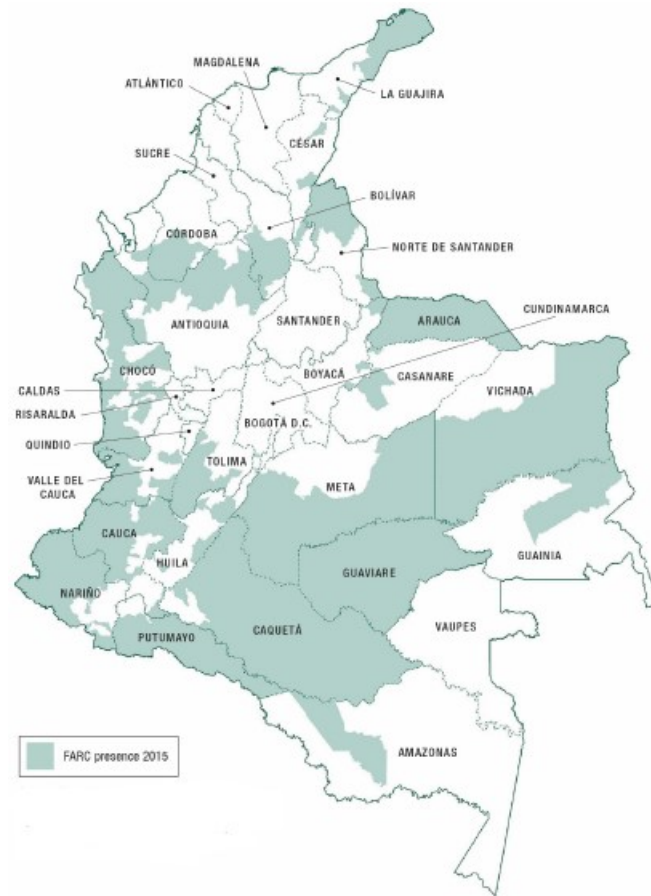 MAGDALENA
ATLÁNTICO
LA GUAJIRA
CÉSAR
SUCRE
BOLÍVAR
CÓRDOBA
NORTE DE SANTANDER
CUNDINAMARCA
ANTIOQUIA
SANTANDER
ARAUCA
CHOCÓ
BOYACÁ
CASANARE
CALDAS
VICHADA
RISARALDA
BOGOTÁ D.C.
QUINDIO
TOLIMA
VALLE DEL
CAUCA
META
CAUCA
GUAINIA
HUILA
GUAVIARE
NARIÑO
VAUPES
PUTUMAYO
CAQUETÁ
AMAZONAS
FARC presence 2015